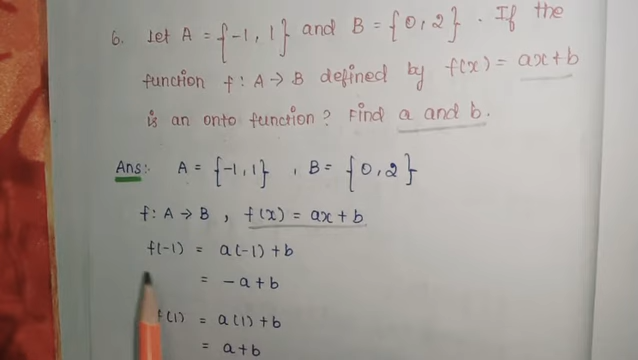 6. Let A = {-1, 1} and B = {0, 2}. If the
function f: A → B defined by f(x) = ax+b
is an onto function? Find a and b.
Ans:- A = {-1, 1}, B = {0, 2}
f: A → B, f(x) = ax + b
f(-1) = a(-1) + b
= -a + b
f(1) = a(1) + b
= a+b